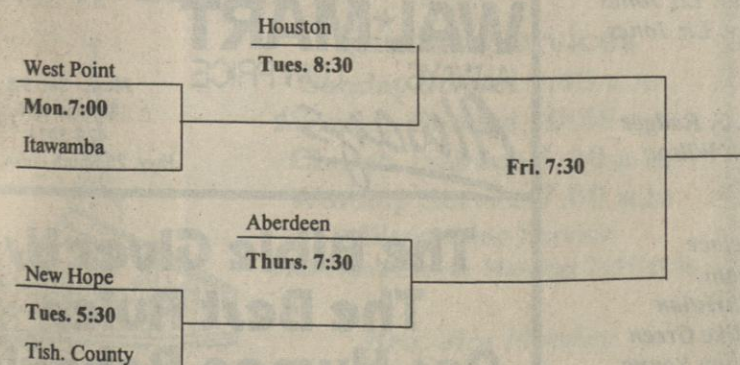 Houston
Tues. 8:30
West Point
Mon.7:00
Itawamba
Fri. 7:30
Aberdeen
Thurs. 7:30
New Hope
Tues. 5:30
Tish. County